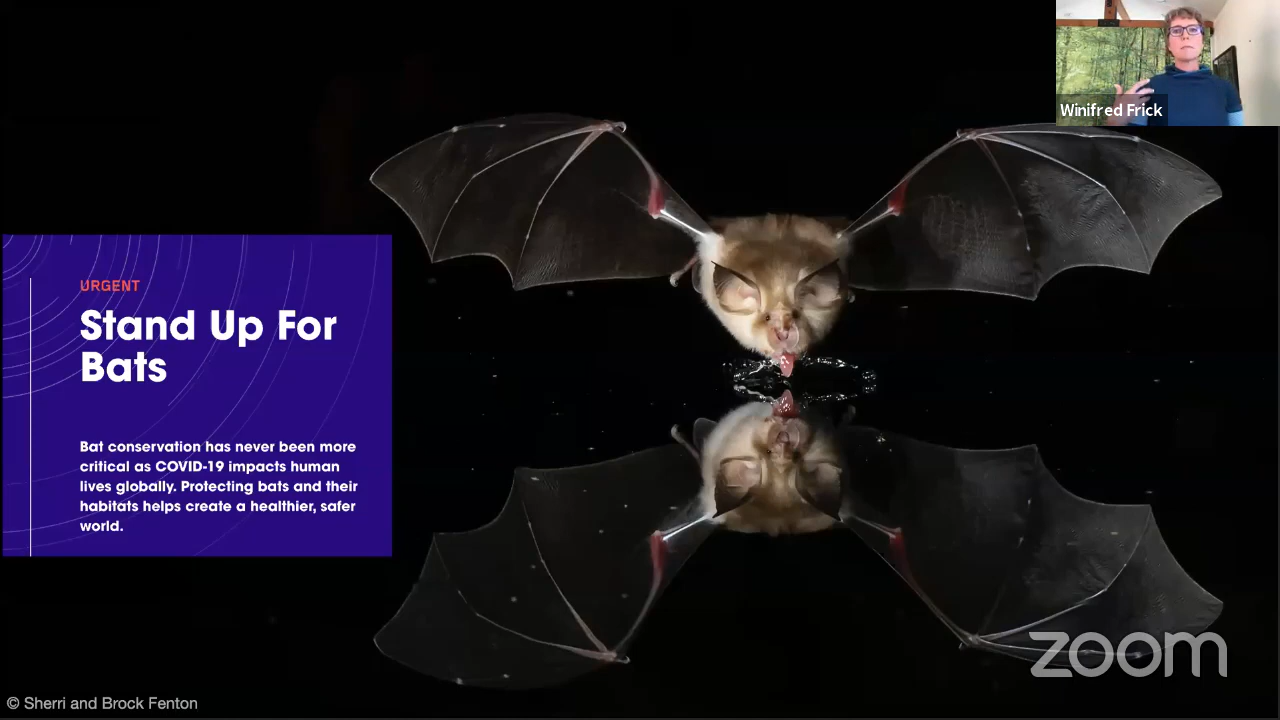 Winifred Frick
URGENT
Stand Up For
Bats
Bat conservation has never been more
critical as COVID-19 impacts human
lives globally. Protecting bats and their
habitats helps create a healthier, safer
world.
zoom
© Sherri and Brock Fenton